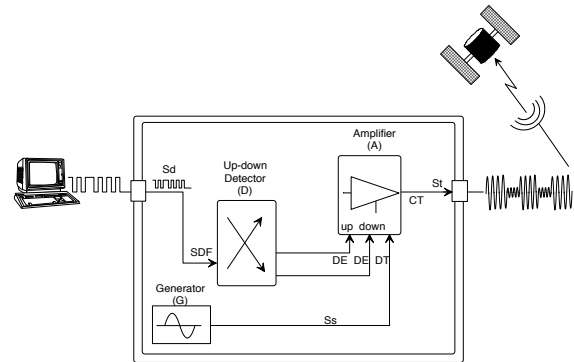 Amplifier
(A)
Sd
Up-down
Detector
(D)
St
CT
up down
SDF
DE DE DT
Generator
(G)
Ss